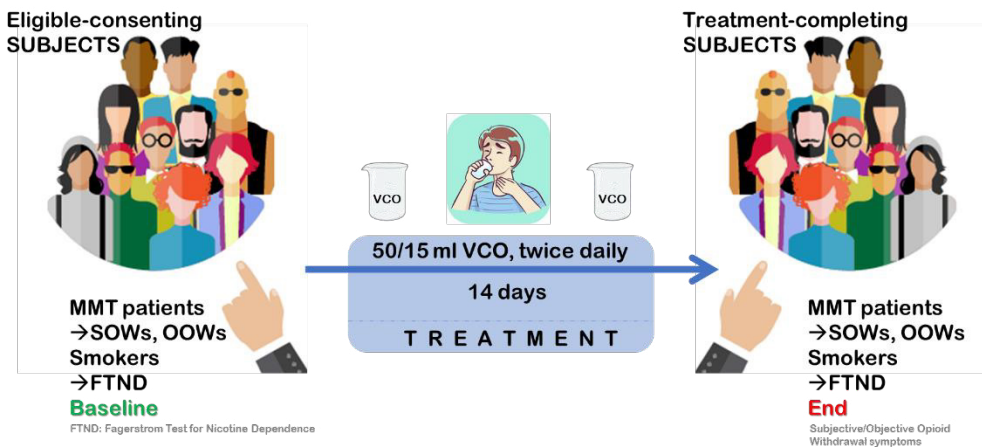 Eligible-consenting
SUBJECTS
Treatment-completing
SUBJECTS
VCO
VCO
50/15 ml VCO, twice daily
14 days
TREATMENT
MMT patients
→SOWs, OOWs
Smokers
→FTND
Baseline
FTND: Fagerstrom Test for Nicotine Dependence
MMT patients
→SOWs, OOWs
Smokers
→FTND
End
Subjective/Objective Opioid
Withdrawal symptoms